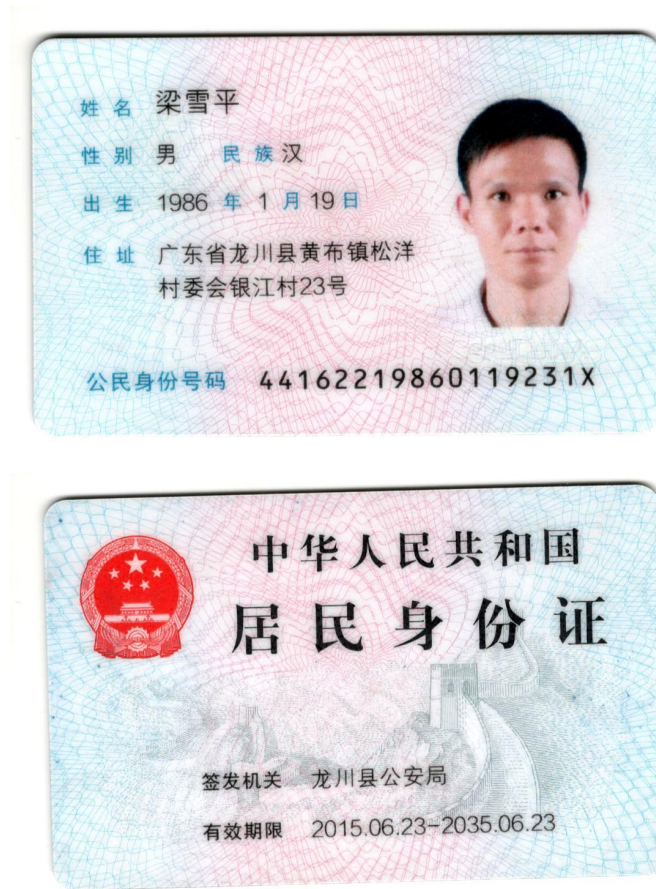 姓名 梁雪平
性别 男 民族 汉
出生 1986 年 1 月 19 日
住址 广东省龙川县黄布镇松洋
村委会银江村23号
公民身份号码 44162219860119231X
中华人民共和国
居民身份证
签发机关 龙川县公安局
有效期限 2015.06.23-2035.06.23